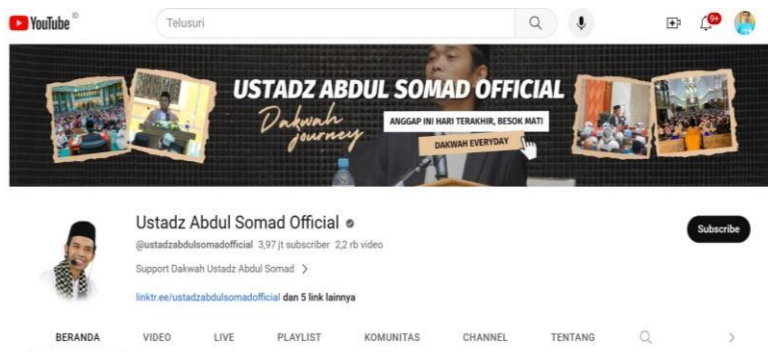 YouTube ID
Telusuri
9+
USTADZ ABDUL SOMAD OFFICIAL
Dakwah
journey
ANGGAP INI HARI TERAKHIR, BESOK MATI
DAKWAH EVERYDAY
Ustadz Abdul Somad Official
@ustadzabdulsomadofficial 3,97 jt subscriber 2,2 rb video
Subscribe
Support Dakwah Ustadz Abdul Somad >
linktr.ee/ustadzabdulsomadofficial dan 5 link lainnya
BERANDA VIDEO LIVE PLAYLIST KOMUNITAS CHANNEL TENTANG >